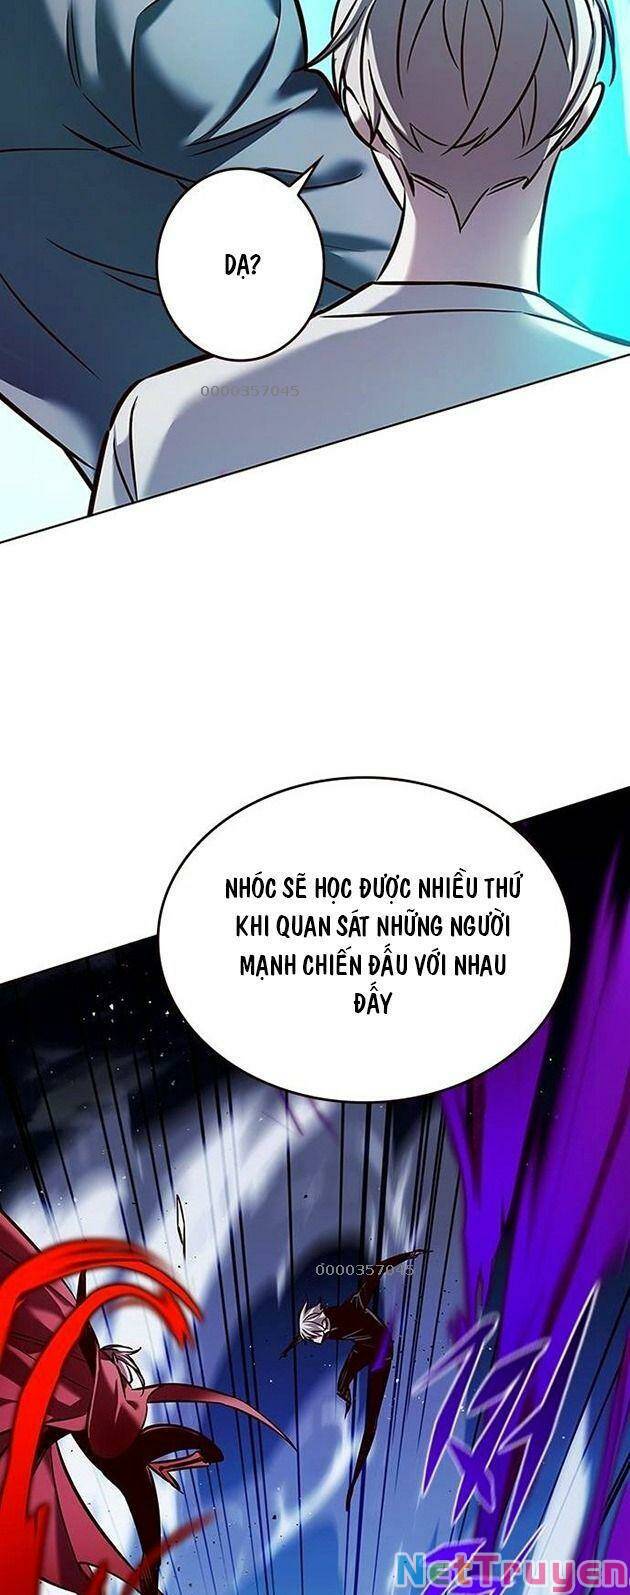 DẠ?
0000357045
NHÓC SẼ HỌC ĐƯỢC NHIỀU THỨ
KHI QUAN SÁT NHỮNG NGƯỜI
MẠNH CHIẾN ĐẤU VỚI NHAU
ĐẤY
0000357045
NetTruyen